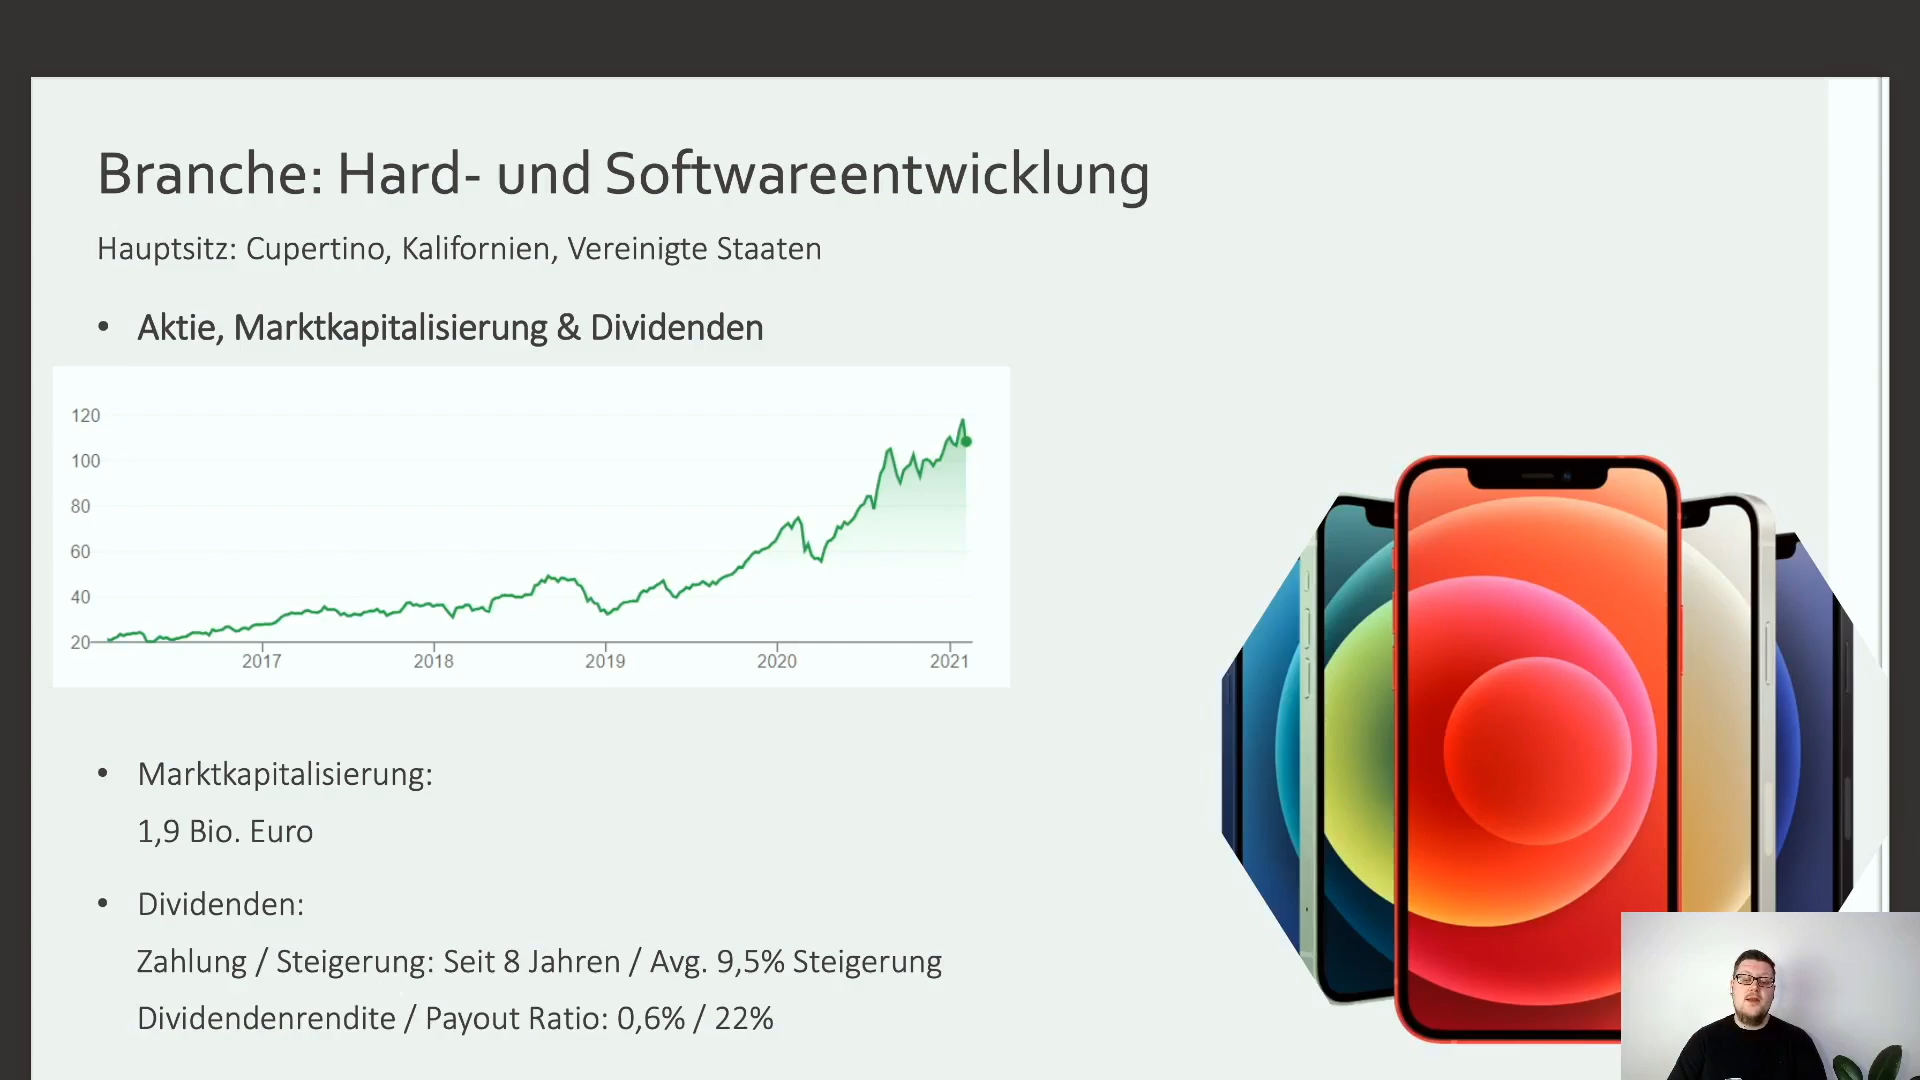 Branche: Hard- und Softwareentwicklung
Hauptsitz: Cupertino, Kalifornien, Vereinigte Staaten
• Aktie, Marktkapitalisierung & Dividenden
120
100
80
60
40
20
2017 2018 2019 2020 2021
• Marktkapitalisierung:
1,9 Bio. Euro
• Dividenden:
Zahlung / Steigerung: Seit 8 Jahren / Avg. 9,5% Steigerung
Dividendenrendite / Payout Ratio: 0,6% / 22%